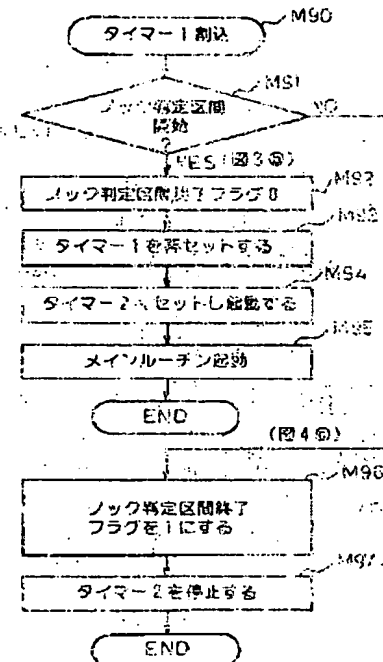 M90
タイマー1割込
M91
ノック判定区間
開始
?
NO
YES (図3⑥)
M92
ノック判定区間終了フラグ0
M93
タイマー1を再セットする
M94
タイマー2をセットし起動する
M95
メインルーチン起動
END
(図4⑥)
M96
ノック判定区間終了
フラグを1にする
M97
タイマー2を停止する
END